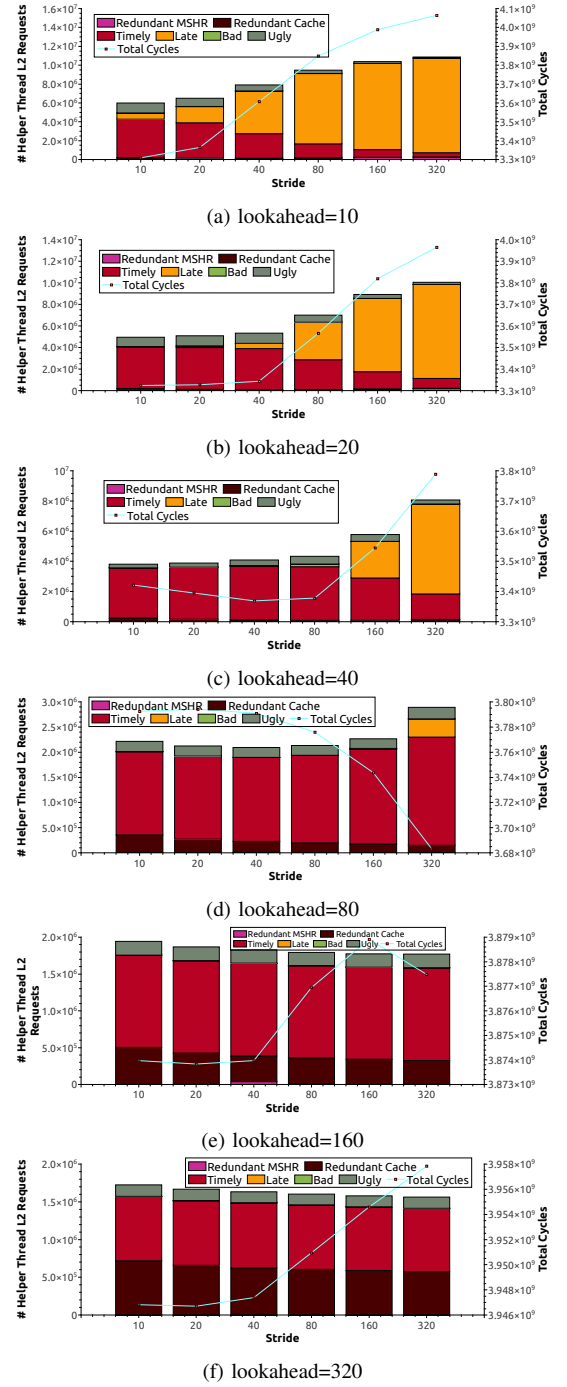 # Helper Thread L2 Requests
1.6×10⁷
1.4×10⁷
1.2×10⁷
1.0×10⁷
8.0×10⁶
6.0×10⁶
4.0×10⁶
2.0×10⁶
0
Redundant MSHR Redundant Cache
Timely Late Bad Ugly
Total Cycles
4.1×10⁹
4.0×10⁹
3.9×10⁹
3.8×10⁹
3.7×10⁹
3.6×10⁹
3.5×10⁹
3.4×10⁹
3.3×10⁹
Total Cycles
10 20 40 80 160 320
Stride
(a) lookahead=10
# Helper Thread L2 Requests
1.4×10⁷
1.2×10⁷
1.0×10⁷
8.0×10⁶
6.0×10⁶
4.0×10⁶
2.0×10⁶
0
Redundant MSHR Redundant Cache
Timely Late Bad Ugly
Total Cycles
4.0×10⁹
3.9×10⁹
3.8×10⁹
3.7×10⁹
3.6×10⁹
3.5×10⁹
3.4×10⁹
3.3×10⁹
Total Cycles
10 20 40 80 160 320
Stride
(b) lookahead=20
# Helper Thread L2 Requests
10⁷
8×10⁶
6×10⁶
4×10⁶
2×10⁶
0
Redundant MSHR Redundant Cache
Timely Late Bad Ugly
Total Cycles
3.8×10⁹
3.7×10⁹
3.6×10⁹
3.5×10⁹
3.4×10⁹
3.3×10⁹
Total Cycles
10 20 40 80 160 320
Stride
(c) lookahead=40
# Helper Thread L2 Requests
3.0×10⁶
2.5×10⁶
2.0×10⁶
1.5×10⁶
1.0×10⁶
5.0×10⁵
0
Redundant MSHR Redundant Cache
Timely Late Bad Ugly Total Cycles
3.80×10⁹
3.78×10⁹
3.76×10⁹
3.74×10⁹
3.72×10⁹
3.70×10⁹
3.68×10⁹
Total Cycles
10 20 40 80 160 320
Stride
(d) lookahead=80
# Helper Thread L2
Requests
2.0×10⁶
1.5×10⁶
1.0×10⁶
5.0×10⁵
0
Redundant MSHR Redundant Cache
Timely Late Bad Ugly Total Cycles
3.879×10⁹
3.878×10⁹
3.877×10⁹
3.876×10⁹
3.875×10⁹
3.874×10⁹
3.873×10⁹
Total Cycles
10 20 40 80 160 320
Stride
(e) lookahead=160
# Helper Thread L2 Requests
2.0×10⁶
1.5×10⁶
1.0×10⁶
5.0×10⁵
0
Redundant MSHR Redundant Cache
Timely Late Bad Ugly Total Cycles
3.958×10⁹
3.956×10⁹
3.954×10⁹
3.952×10⁹
3.950×10⁹
3.948×10⁹
3.946×10⁹
Total Cycles
10 20 40 80 160 320
Stride
(f) lookahead=320